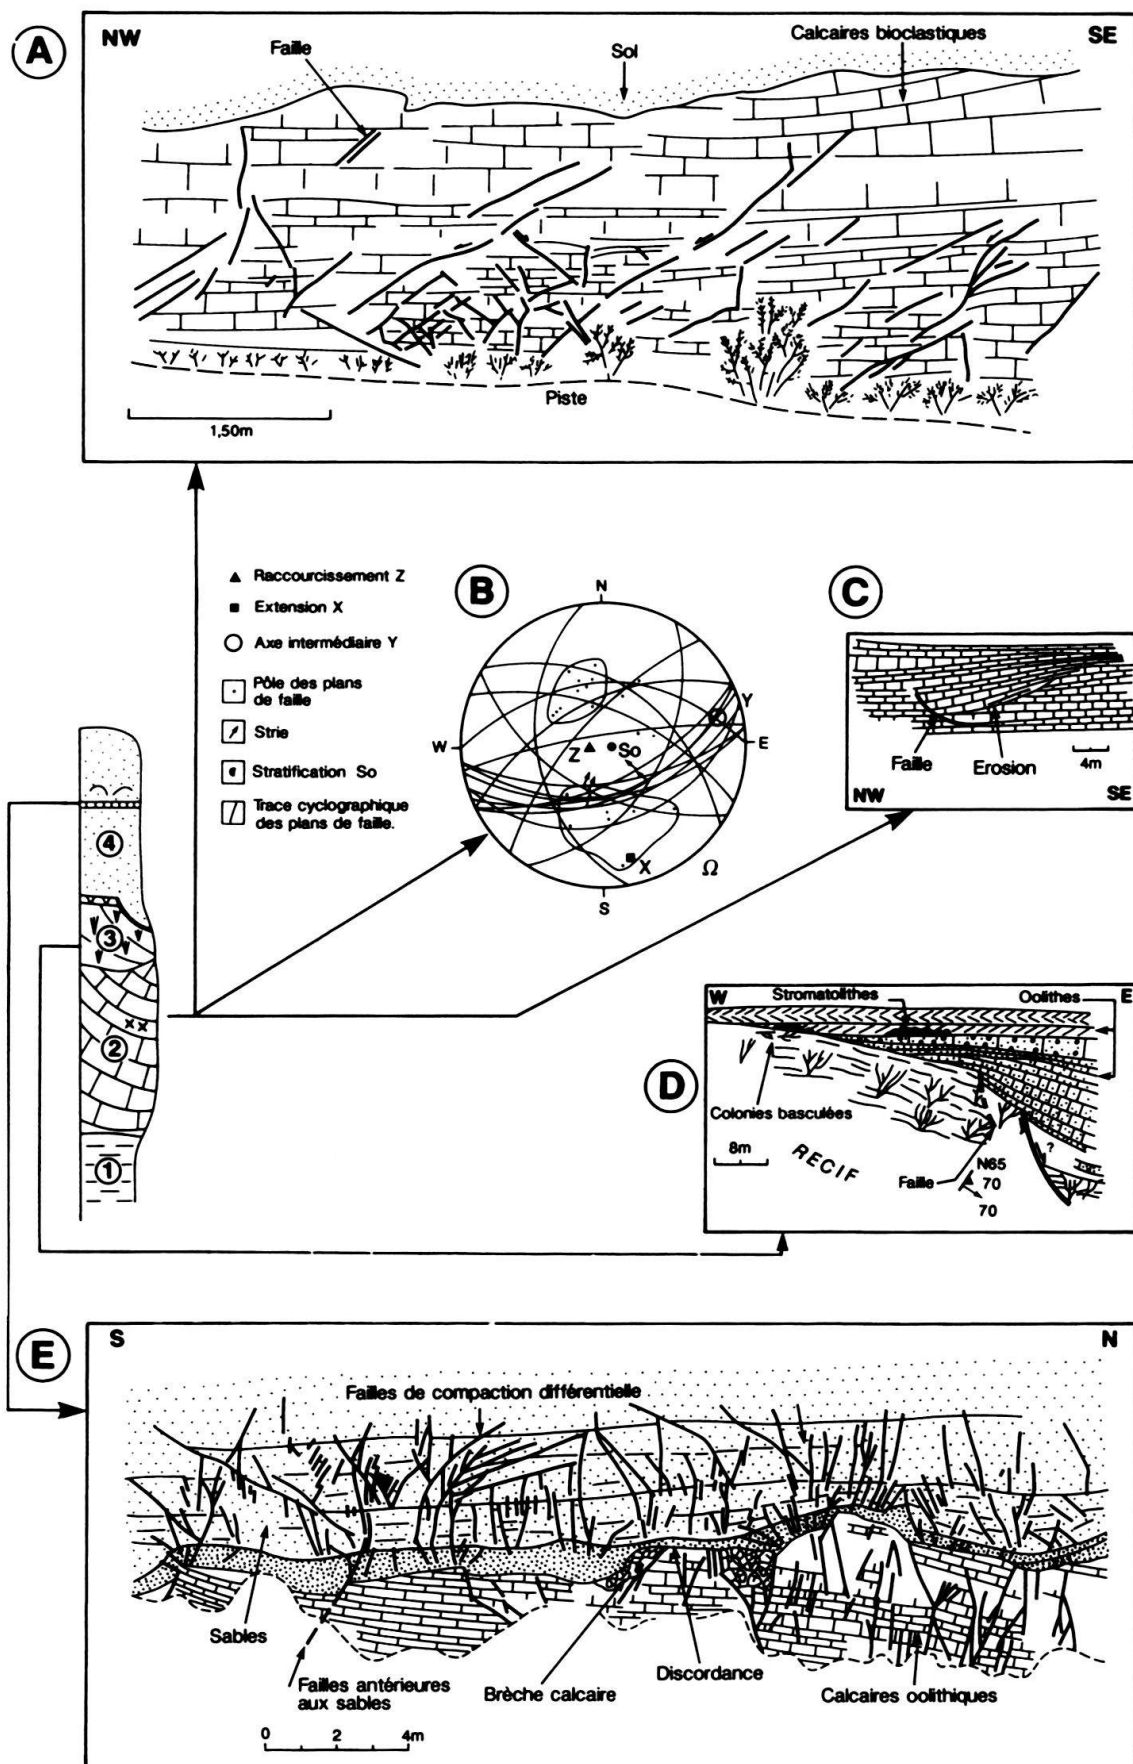 A
NW
Faille
Sol
Calcaires bioclastiques
SE
Piste
1,50m
Raccourcissement Z
Extension X
Axe intermédiaire Y
Pôle des plans
de faille
Strie
Stratification So
Trace cyclographique
des plans de faille.
B
N
Y
W
E
Z
So
X
Ω
S
C
Faille
Erosion
4m
NW
SE
4
3
xx
2
1
D
W
Stromatolithes
Oolithes
E
Colonies basculées
8m
RECIF
Faille
N65
70
70
?
E
S
N
Failles de compaction différentielle
Sables
Failles antérieures
aux sables
Brèche calcaire
Discordance
Calcaires oolithiques
0 2 4m